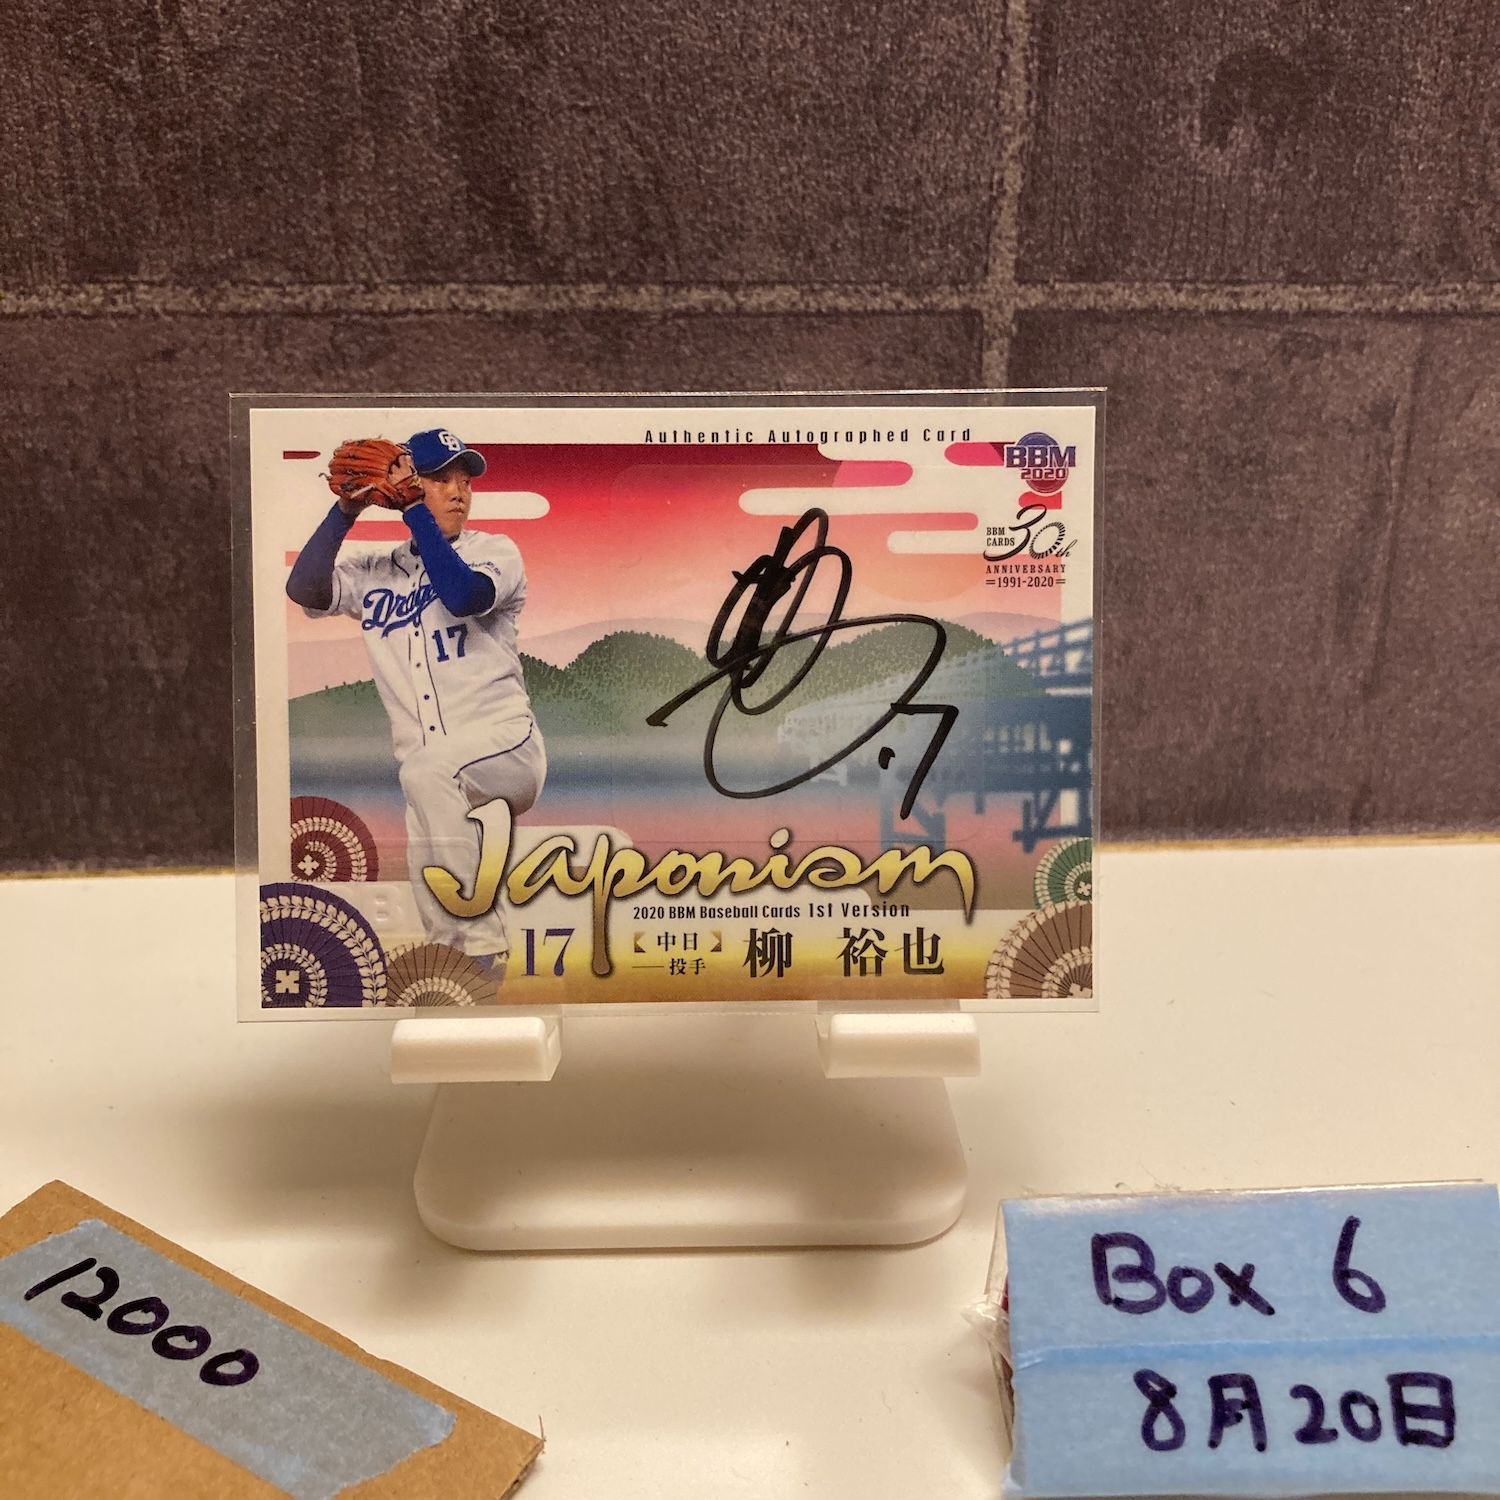 Authentic Autographed Card
BBM
2020
BBM
CARDS
30th
ANNIVERSARY
1991-2020
CD
Dragons
17
Japonism
2020 BBM Baseball Cards 1st Version
17
【中日】
投手
柳 裕也
12000
Box 6
8月20日